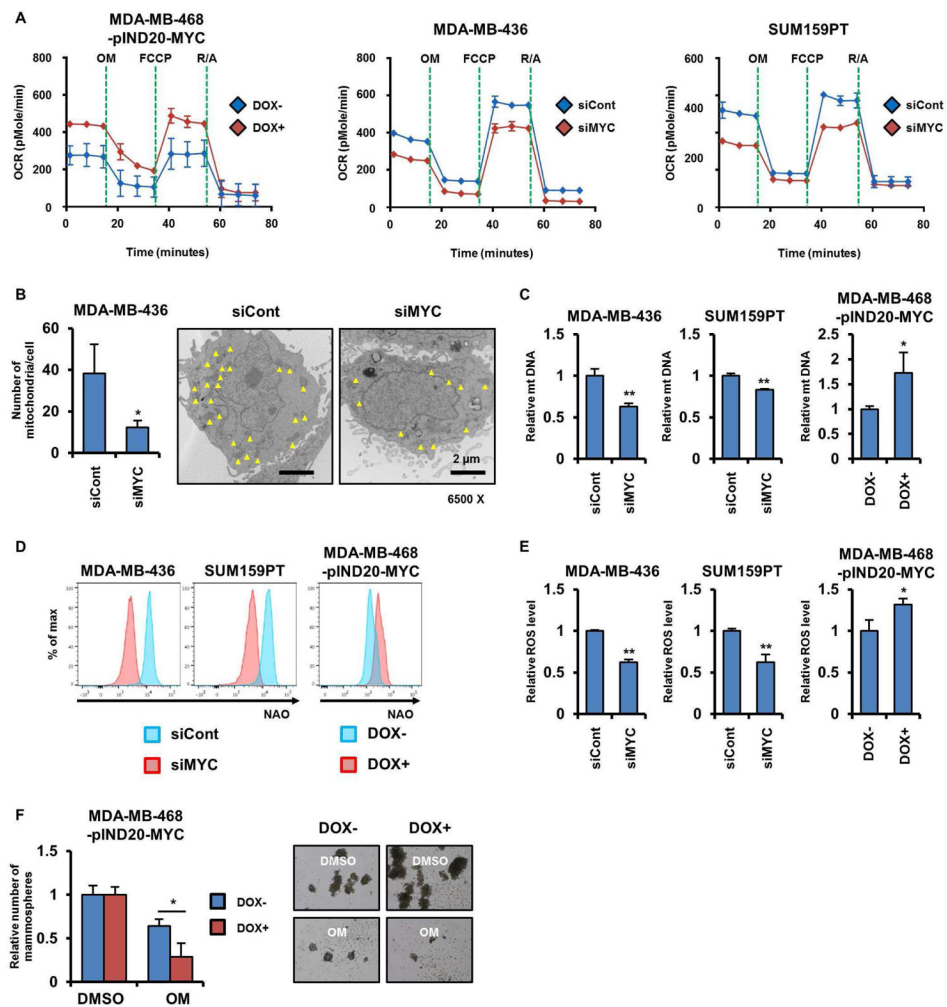 A
MDA-MB-468
-pIND20-MYC
OM FCCP R/A
800
600
400
200
0
OCR (pMole/min)
0 20 40 60 80
Time (minutes)
DOX-
DOX+
MDA-MB-436
OM FCCP R/A
800
600
400
200
0
OCR (pMole/min)
0 20 40 60 80
Time (minutes)
siCont
siMYC
SUM159PT
OM FCCP R/A
600
400
200
0
OCR (pMole/min)
0 20 40 60 80
Time (minutes)
siCont
siMYC
B
MDA-MB-436
60
40
20
0
Number of
mitochondria/cell
*
siCont
siMYC
siCont
siMYC
2 µm
6500 X
C
MDA-MB-436
1.5
1
0.5
0
Relative mt DNA
**
siCont
siMYC
SUM159PT
1.5
1
0.5
0
Relative mt DNA
**
siCont
siMYC
MDA-MB-468
-pIND20-MYC
2.5
2
1.5
1
0.5
0
Relative mt DNA
*
DOX-
DOX+
D
MDA-MB-436
SUM159PT
MDA-MB-468
-pIND20-MYC
% of max
NAO
NAO
siCont
siMYC
DOX-
DOX+
E
MDA-MB-436
1.5
1
0.5
0
Relative ROS level
**
siCont
siMYC
SUM159PT
1.5
1
0.5
0
Relative ROS level
**
siCont
siMYC
MDA-MB-468
-pIND20-MYC
1.5
1
0.5
0
Relative ROS level
*
DOX-
DOX+
F
MDA-MB-468
-pIND20-MYC
1.5
1
0.5
0
Relative number of
mammospheres
*
DMSO OM
DOX-
DOX+
DOX- DOX+
DMSO DMSO
OM OM